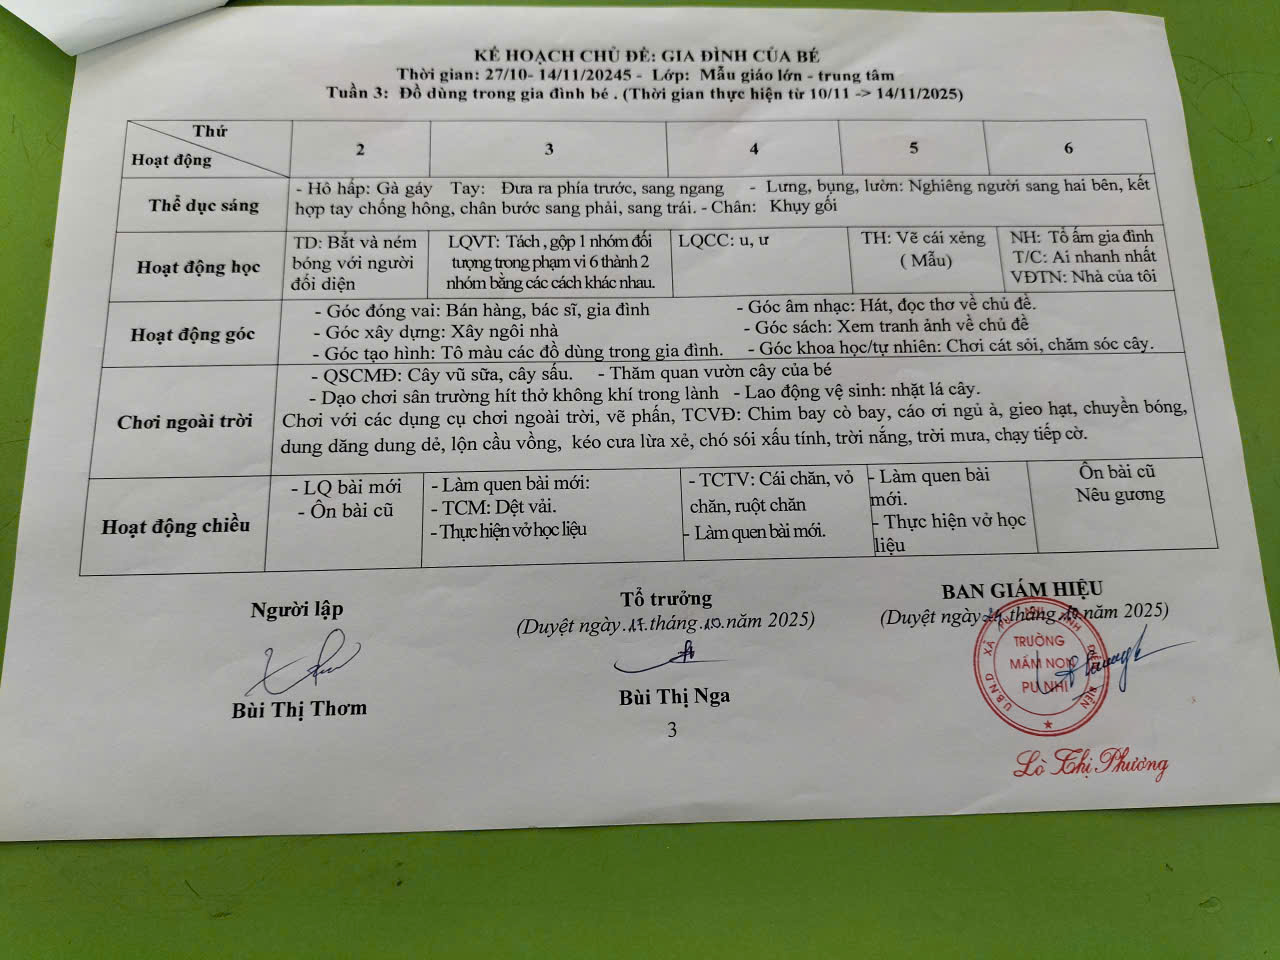 KẾ HOẠCH CHỦ ĐỀ: GIA ĐÌNH CỦA BÉ
Thời gian: 27/10- 14/11/20245 - Lớp: Mẫu giáo lớn - trung tâm
Tuần 3: Đồ dùng trong gia đình bé . (Thời gian thực hiện từ 10/11 -> 14/11/2025)
Thứ
Hoạt động
2
3
4
5
6
Thể dục sáng
- Hô hấp: Gà gáy Tay: Đưa ra phía trước, sang ngang - Lưng, bụng, lườn: Nghiêng người sang hai bên, kết
hợp tay chống hông, chân bước sang phải, sang trái. - Chân: Khụy gối
Hoạt động học
TD: Bắt và ném
bóng với người
đối diện
LQVT: Tách , gộp 1 nhóm đối
tượng trong phạm vi 6 thành 2
nhóm bằng các cách khác nhau.
LQCC: u, ư
TH: Vẽ cái xẻng
( Mẫu)
NH: Tổ ấm gia đình
T/C: Ai nhanh nhất
VĐTN: Nhà của tôi
Hoạt động góc
- Góc đóng vai: Bán hàng, bác sĩ, gia đình - Góc âm nhạc: Hát, đọc thơ về chủ đề.
- Góc xây dựng: Xây ngôi nhà - Góc sách: Xem tranh ảnh về chủ đề
- Góc tạo hình: Tô màu các đồ dùng trong gia đình. - Góc khoa học/tự nhiên: Chơi cát sỏi, chăm sóc cây.
Chơi ngoài trời
- QSCMĐ: Cây vũ sữa, cây sấu. - Thăm quan vườn cây của bé
- Dạo chơi sân trường hít thở không khí trong lành - Lao động vệ sinh: nhặt lá cây.
Chơi với các dụng cụ chơi ngoài trời, vẽ phấn, TCVĐ: Chim bay cò bay, cáo ơi ngủ à, gieo hạt, chuyền bóng,
dung dăng dung dẻ, lộn cầu vồng, kéo cưa lừa xẻ, chó sói xấu tính, trời nắng, trời mưa, chạy tiếp cờ.
Hoạt động chiều
- LQ bài mới
- Ôn bài cũ
- Làm quen bài mới:
- TCM: Dệt vải.
- Thực hiện vở học liệu
- TCTV: Cái chăn, vỏ
chăn, ruột chăn
- Làm quen bài mới.
- Làm quen bài
mới.
- Thực hiện vở học
liệu
Ôn bài cũ
Nêu gương
Người lập
Bùi Thị Thơm
Tổ trưởng
(Duyệt ngày.17.tháng.10.năm 2025)
Bùi Thị Nga
3
BAN GIÁM HIỆU
(Duyệt ngày tháng 10 năm 2025)
U.B.N.D XÃ PU NHI TỈNH ĐIỆN BIÊN
TRƯỜNG
MẦM NON
PU NHI
Lò Thị Phương